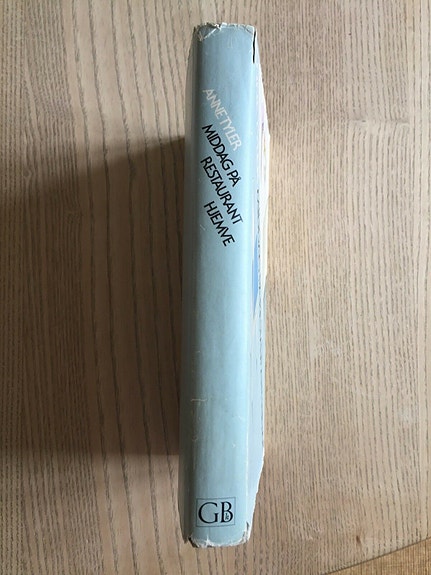 ANNE TYLER
MIDDAG PÅ
RESTAURANT
HJEMVE
GB